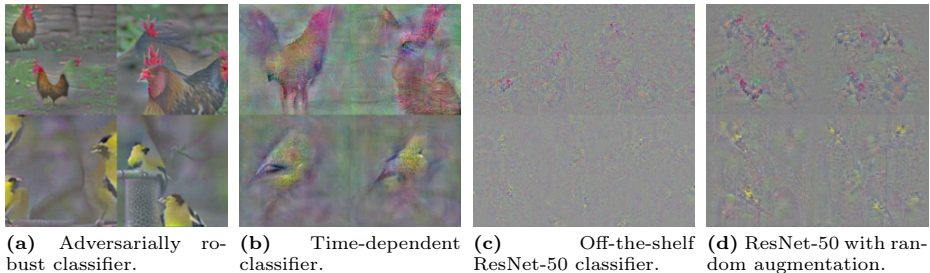 (a) Adversarially ro-
bust classifier.
(b) Time-dependent
classifier.
(c) Off-the-shelf
ResNet-50 classifier.
(d) ResNet-50 with ran-
dom augmentation.